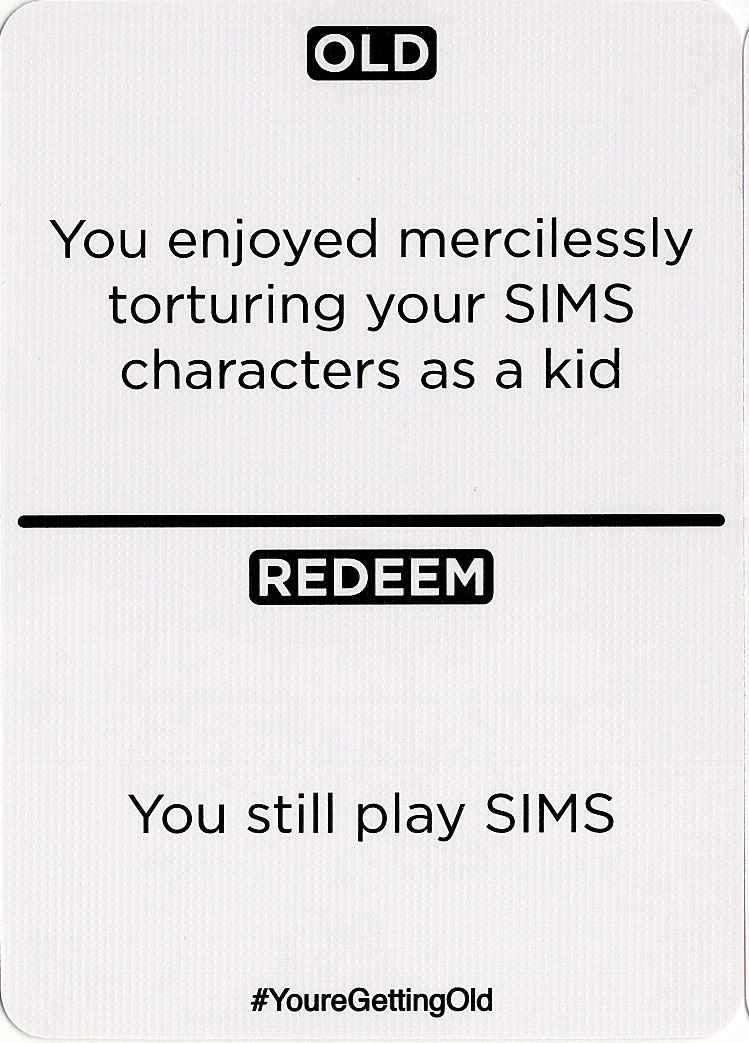 OLD
You enjoyed mercilessly
torturing your SIMS
characters as a kid
REDEEM
You still play SIMS
#YoureGettingOld